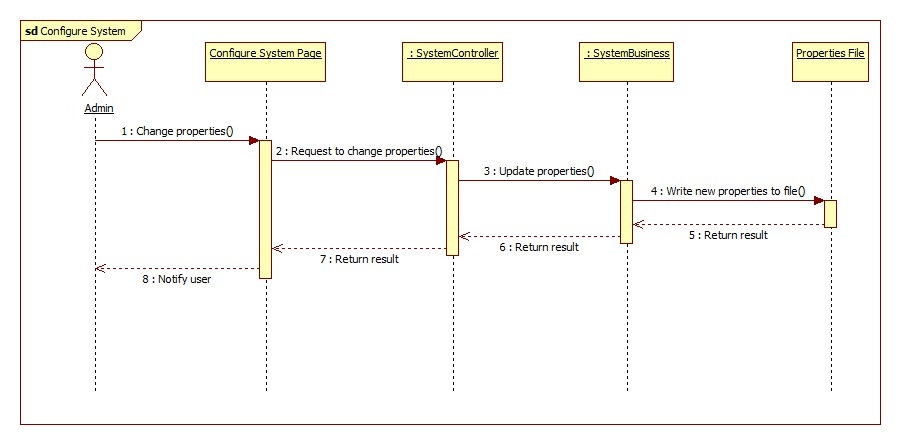 sd Configure System
Configure System Page
: SystemController
: SystemBusiness
Properties File
Admin
1 : Change properties()
2 : Request to change properties()
3 : Update properties()
4 : Write new properties to file()
5 : Return result
6 : Return result
7 : Return result
8 : Notify user